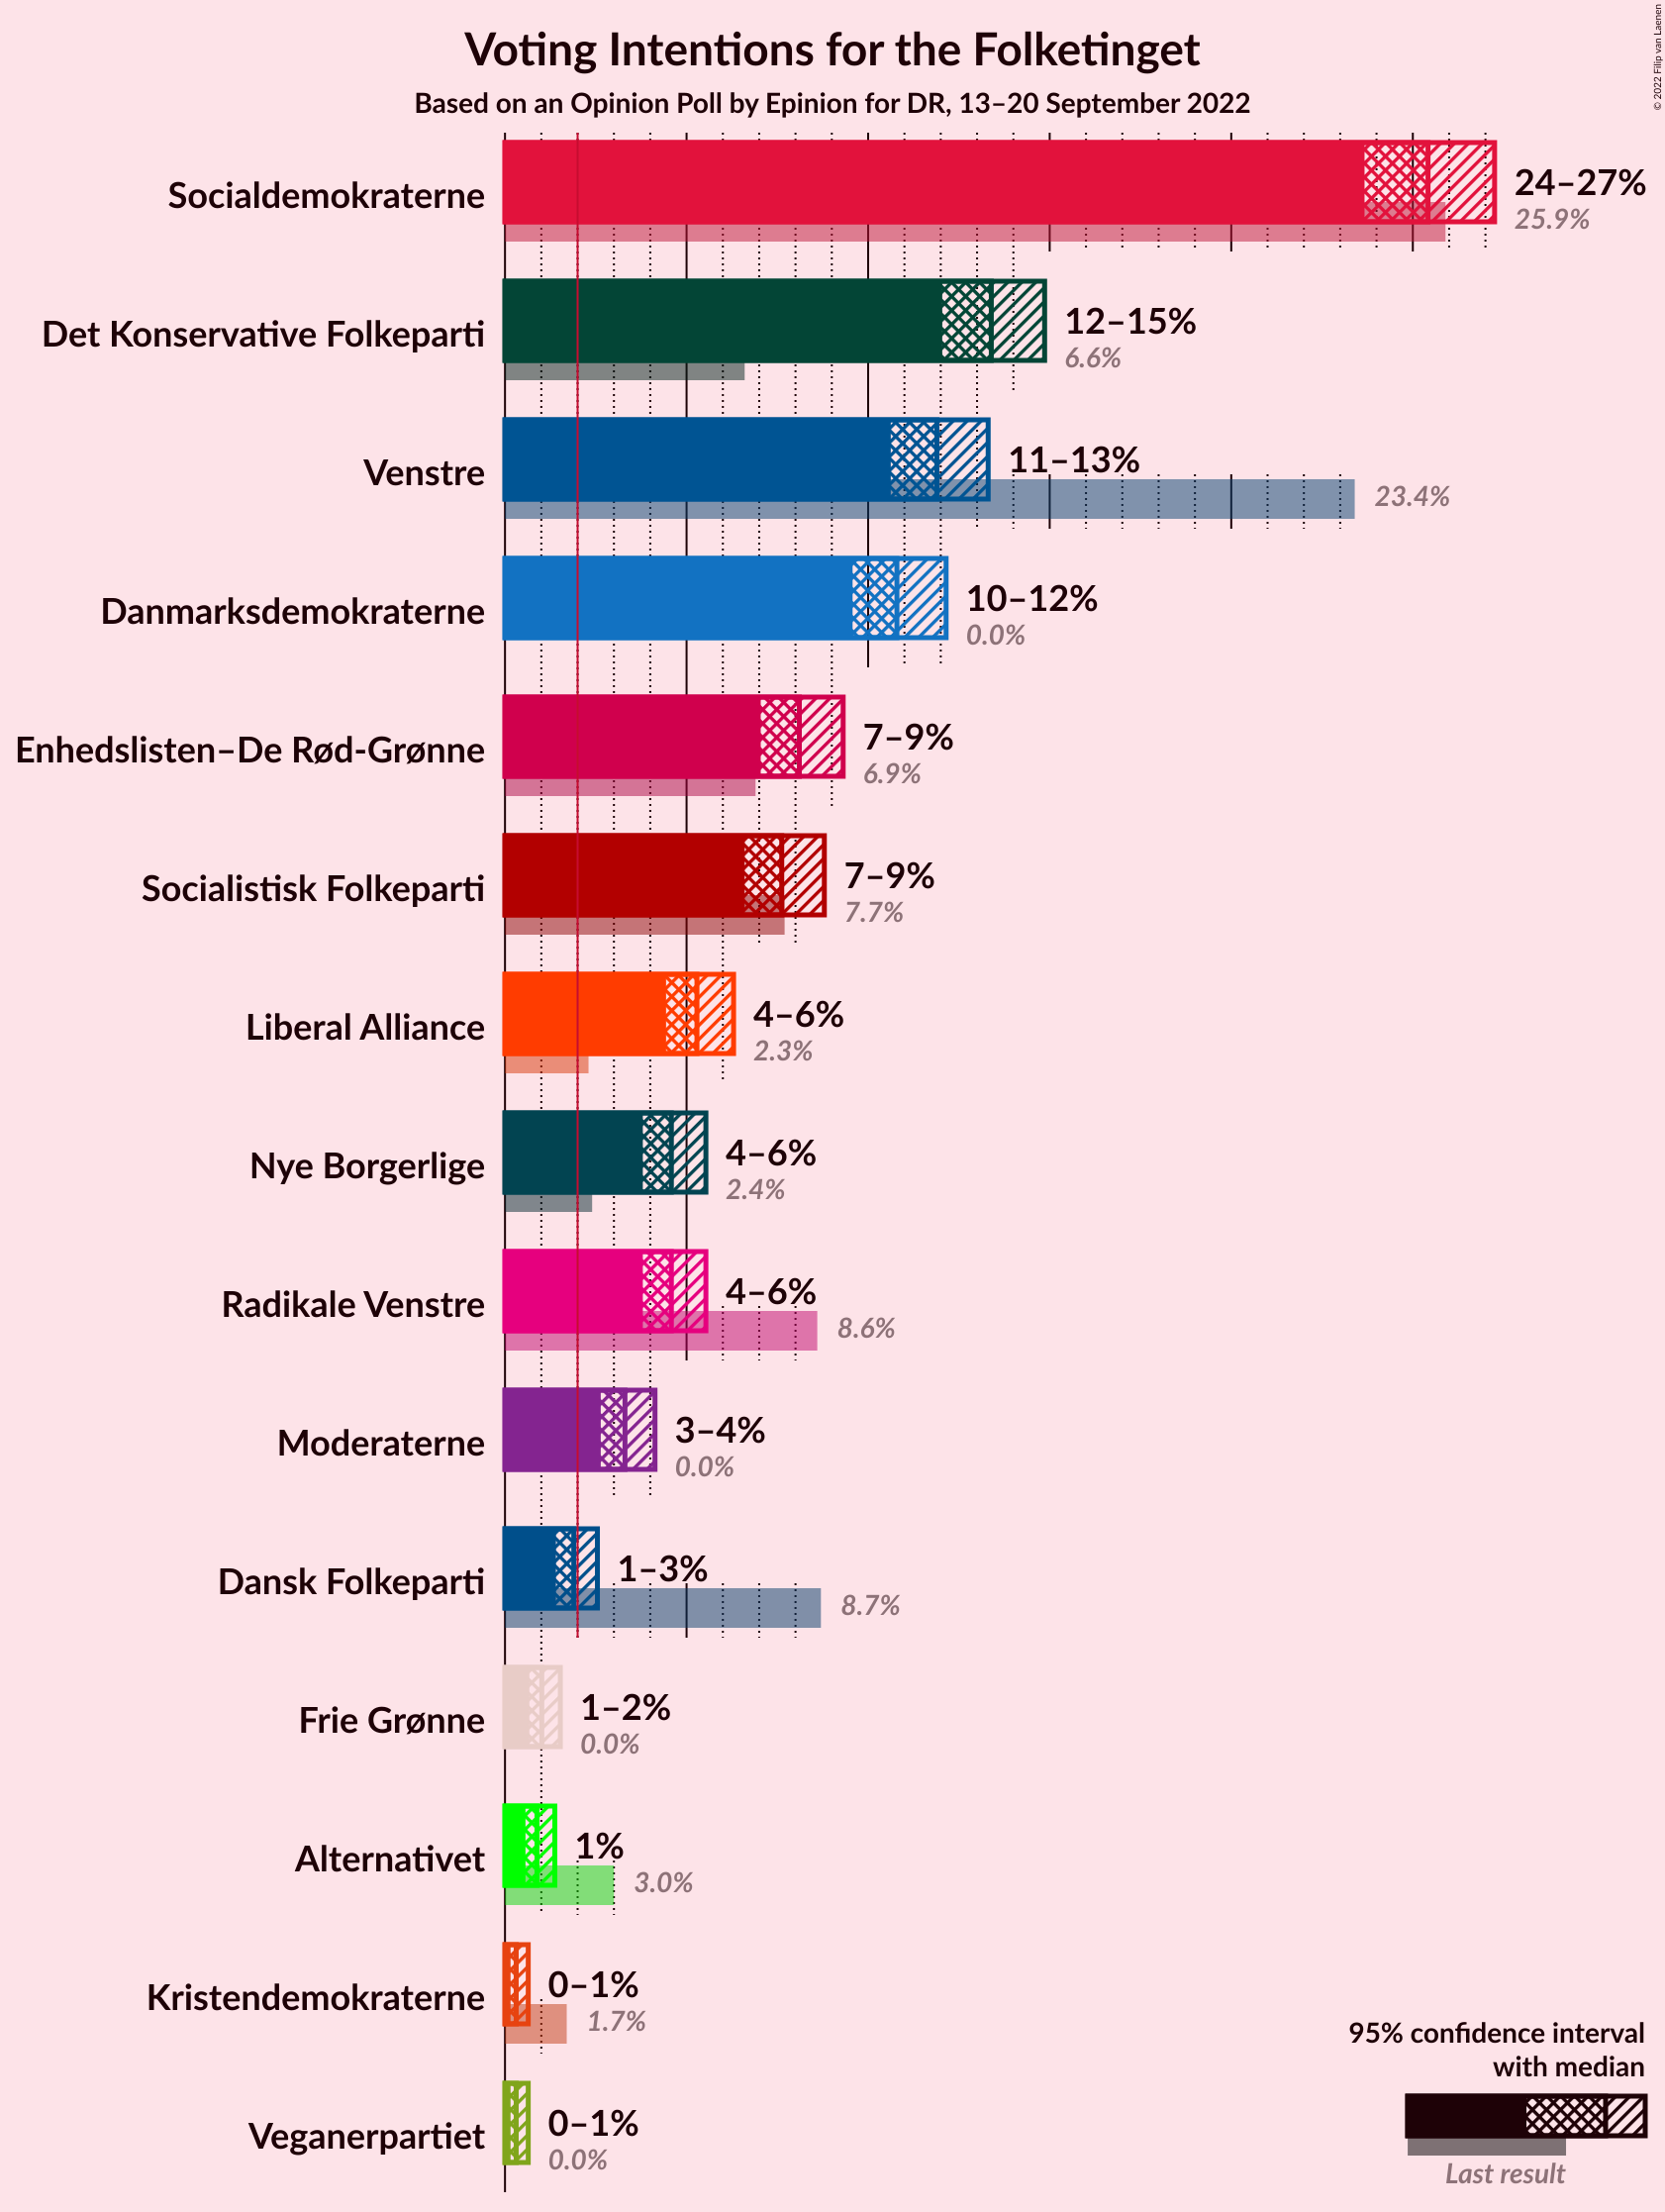 Voting Intentions for the Folketinget
Based on an Opinion Poll by Epinion for DR, 13–20 September 2022
© 2022 Filip van Laenen
Socialdemokraterne
24–27%
25.9%
Det Konservative Folkeparti
12–15%
6.6%
Venstre
11–13%
23.4%
Danmarksdemokraterne
10–12%
0.0%
Enhedslisten–De Rød-Grønne
7–9%
6.9%
Socialistisk Folkeparti
7–9%
7.7%
Liberal Alliance
4–6%
2.3%
Nye Borgerlige
4–6%
2.4%
Radikale Venstre
4–6%
8.6%
Moderaterne
3–4%
0.0%
Dansk Folkeparti
1–3%
8.7%
Frie Grønne
1–2%
0.0%
Alternativet
1%
3.0%
Kristendemokraterne
0–1%
1.7%
Veganerpartiet
0–1%
0.0%
95% confidence interval
with median
Last result